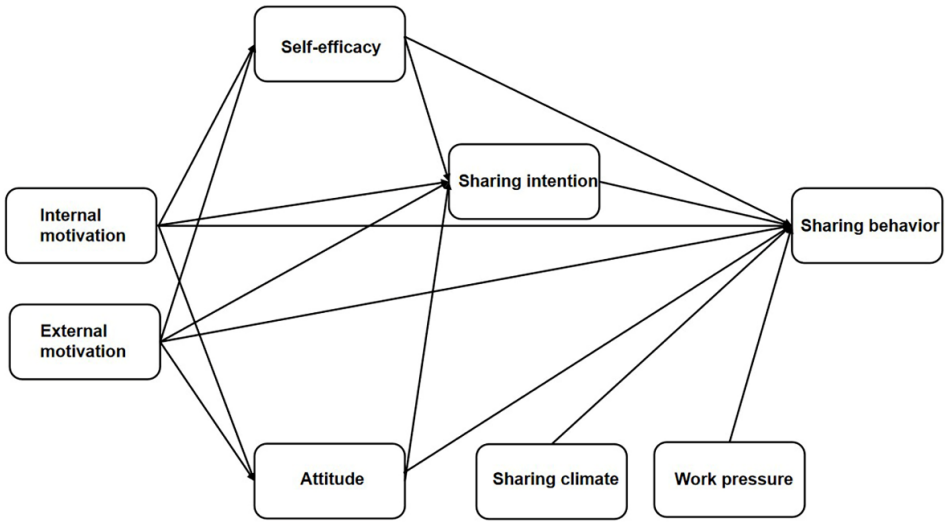 Self-efficacy
Sharing intention
Internal
motivation
Sharing behavior
External
motivation
Attitude
Sharing climate
Work pressure